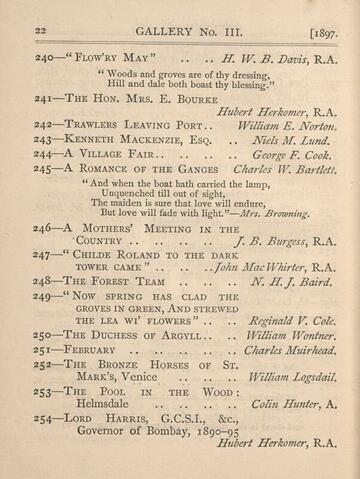 22 GALLERY No. III. [1897.
240—"Flow'ry May" .. .. H. W. B. Davis, R.A.
"Woods and groves are of thy dressing,
Hill and dale both boast thy blessing."
241—The Hon. Mrs. E. Bourke
Hubert Herkomer, R.A.
242—Trawlers Leaving Port.. William E. Norton.
243—Kenneth Mackenzie, Esq. .. Niels M. Lund.
244—A Village Fair.. .. .. George F. Cook.
245—A Romance of the Ganges Charles W. Bartlett.
"And when the boat hath carried the lamp,
Unquenched till out of sight,
The maiden is sure that love will endure,
But love will fade with light."—Mrs. Browning.
246—A Mothers' Meeting in the
Country .. .. .. .. J. B. Burgess, R.A.
247—"Childe Roland to the dark
tower came" .. .. ..John MacWhirter, R.A.
248—The Forest Team .. .. N. H. J. Baird.
249—"Now spring has clad the
groves in green, And strewed
the lea wi' flowers" .. .. Reginald V. Cole.
250—The Duchess of Argyll.. .. William Wontner.
251—February .. .. .. .. Charles Muirhead.
252—The Bronze Horses of St.
Mark's, Venice .. .. William Logsdail.
253—The Pool in the Wood:
Helmsdale .. .. .. Colin Hunter, A.
254—Lord Harris, G.C.S.I., &c.,
Governor of Bombay, 1890-95
Hubert Herkomer, R.A.